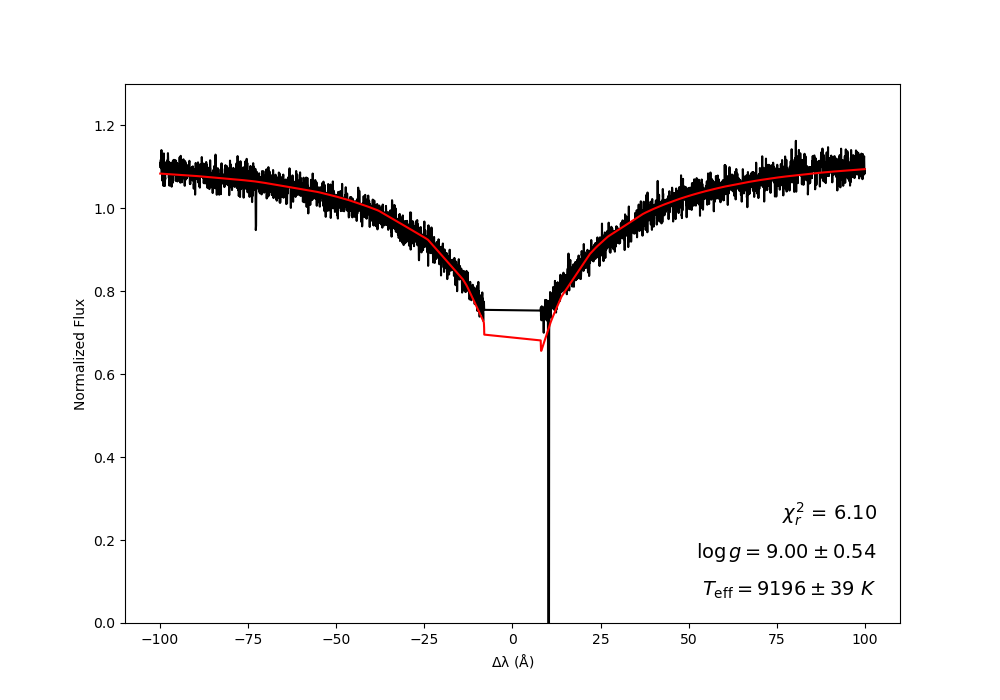 1.2
1.0
0.8
0.6
0.4
0.2
0.0
Normalized Flux
χ²ᵣ = 6.10
log g = 9.00 ± 0.54
T_eff = 9196 ± 39 K
−100 −75 −50 −25 0 25 50 75 100
Δλ (Å)